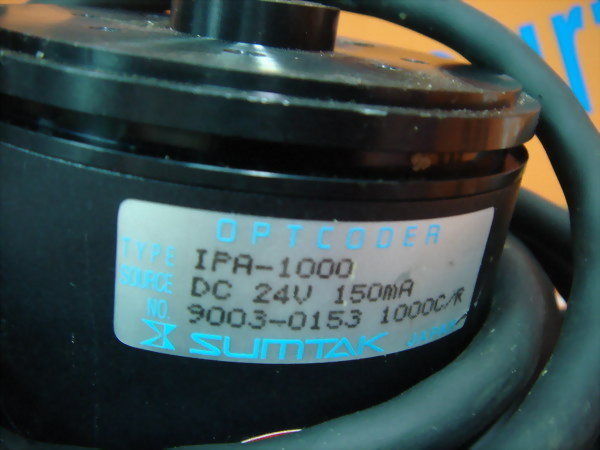 OPTCODER
TYPE IPA-1000
SOURCE DC 24V 150mA
NO. 9003-0153 1000C/R
SUMTAK